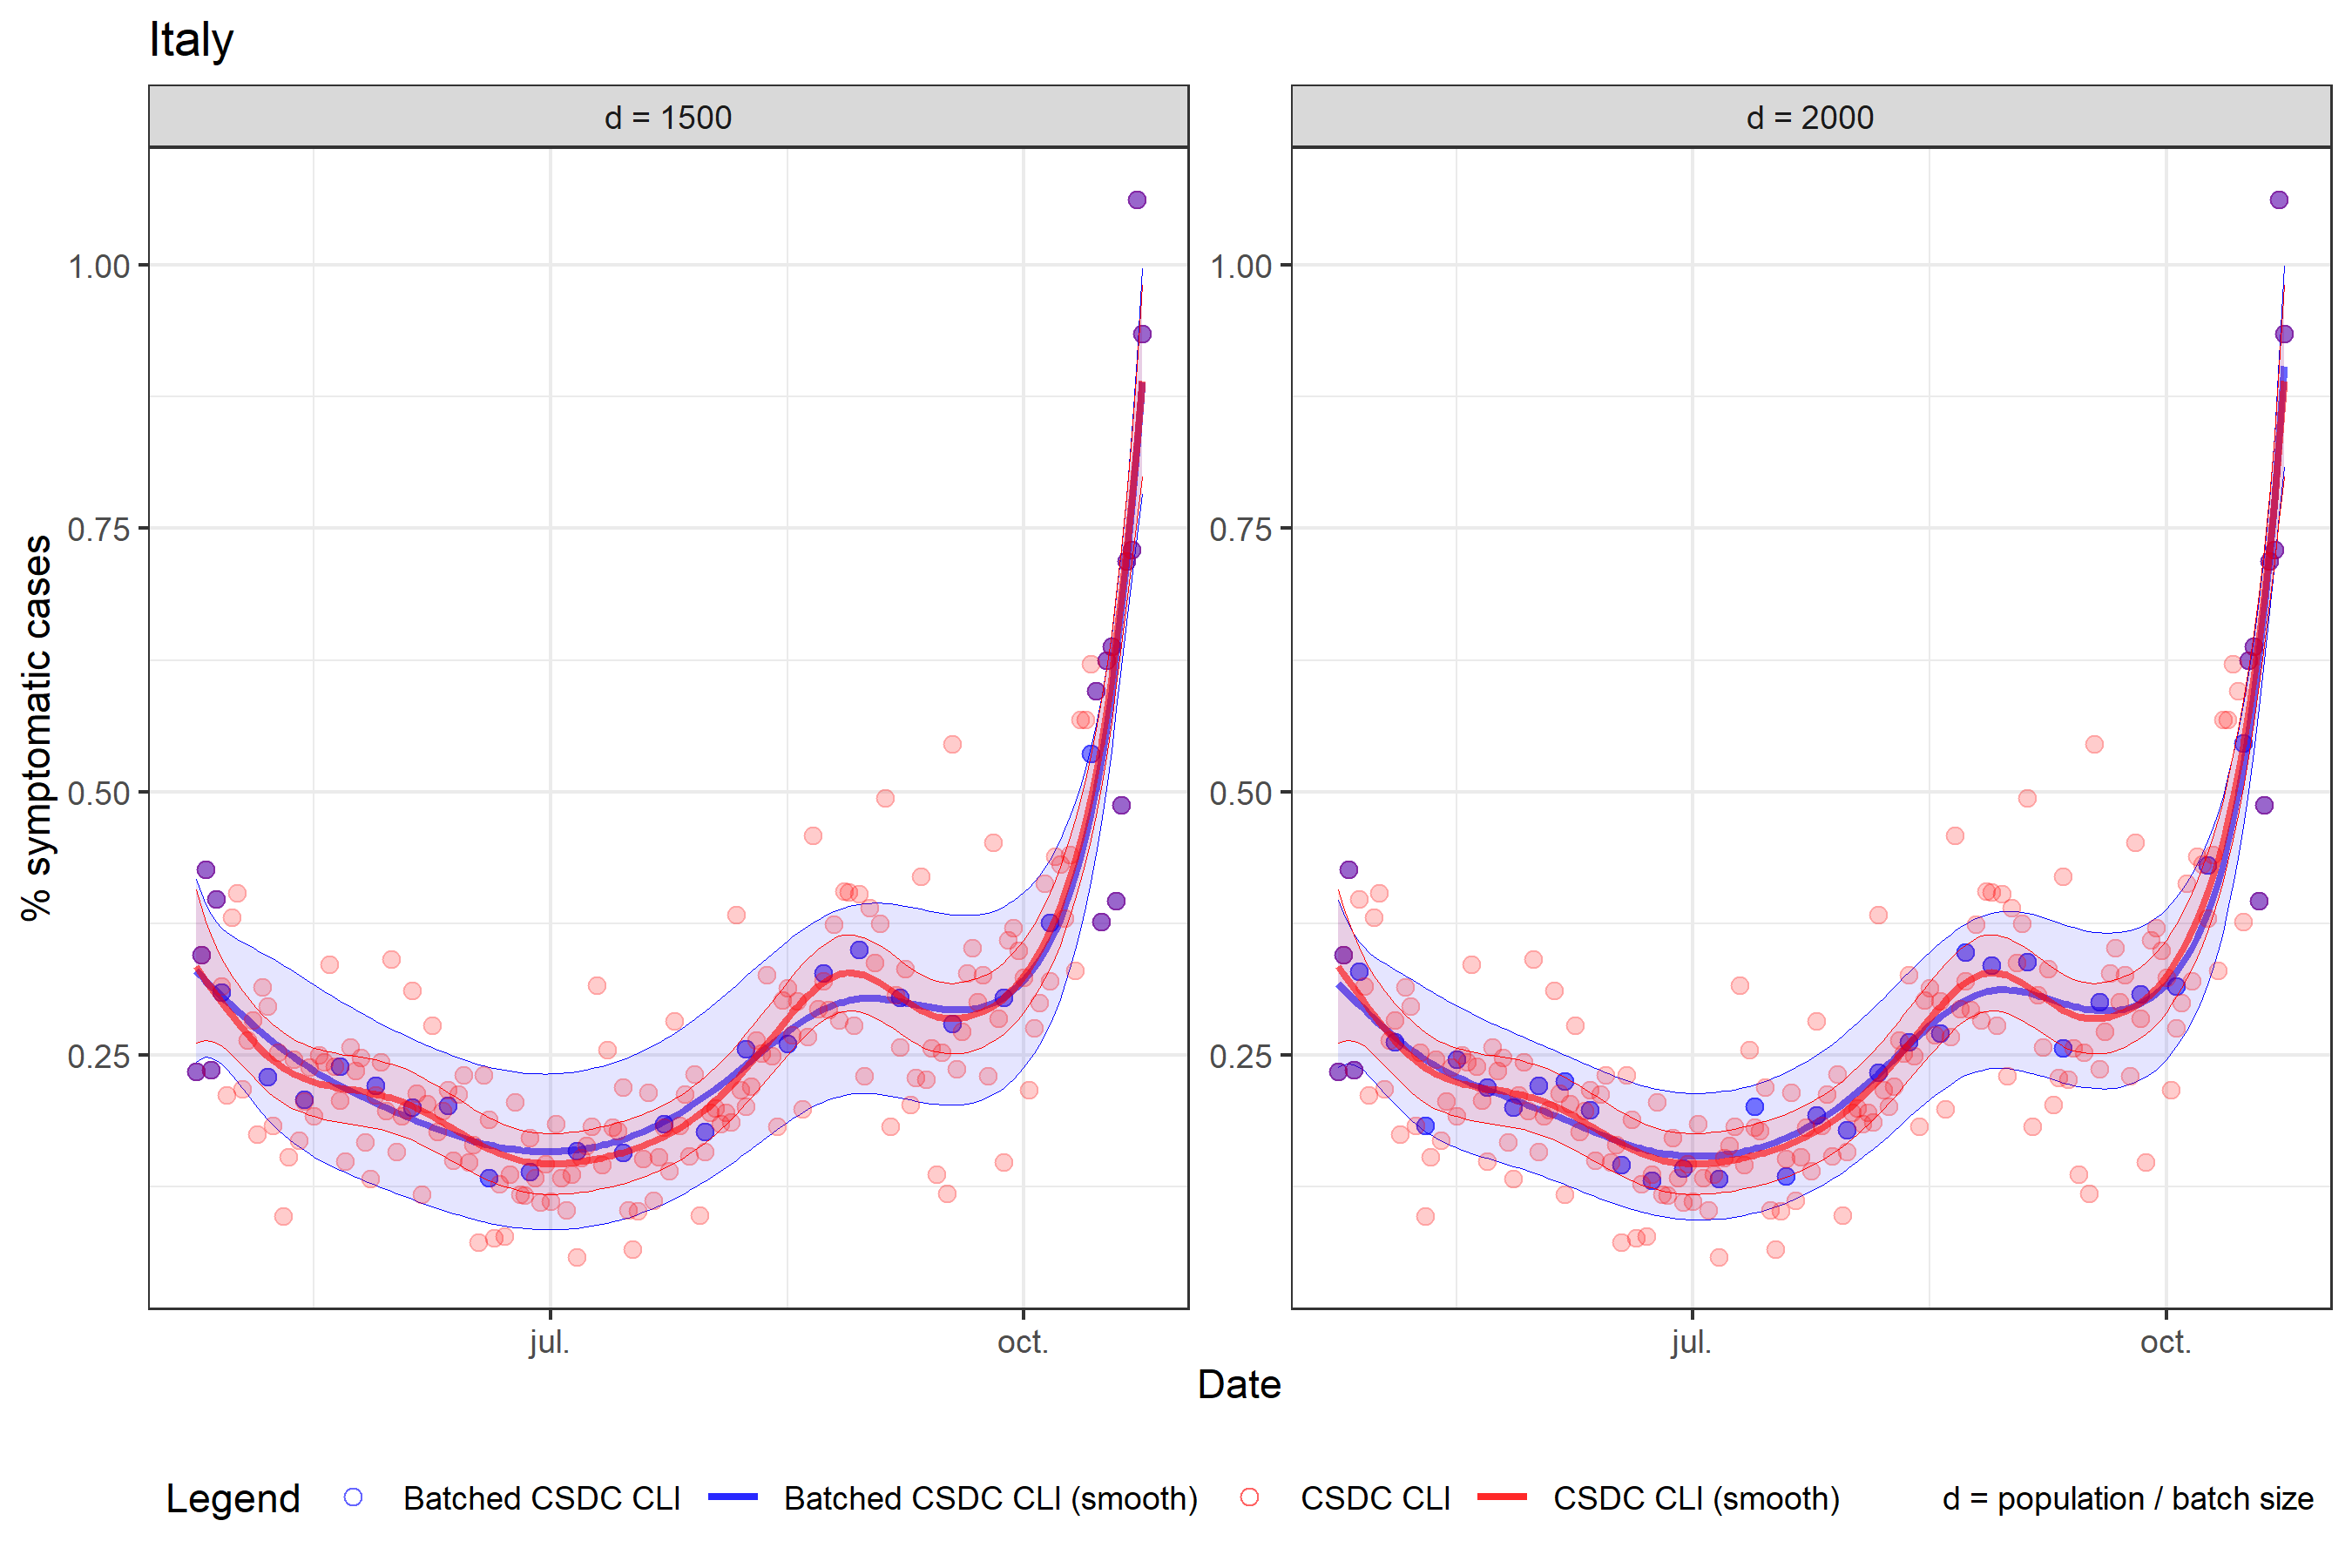 Italy
d = 1500
d = 2000
% symptomatic cases
1.00
0.75
0.50
0.25
1.00
0.75
0.50
0.25
jul.
oct.
jul.
oct.
Date
Legend Batched CSDC CLI Batched CSDC CLI (smooth) CSDC CLI CSDC CLI (smooth) d = population / batch size